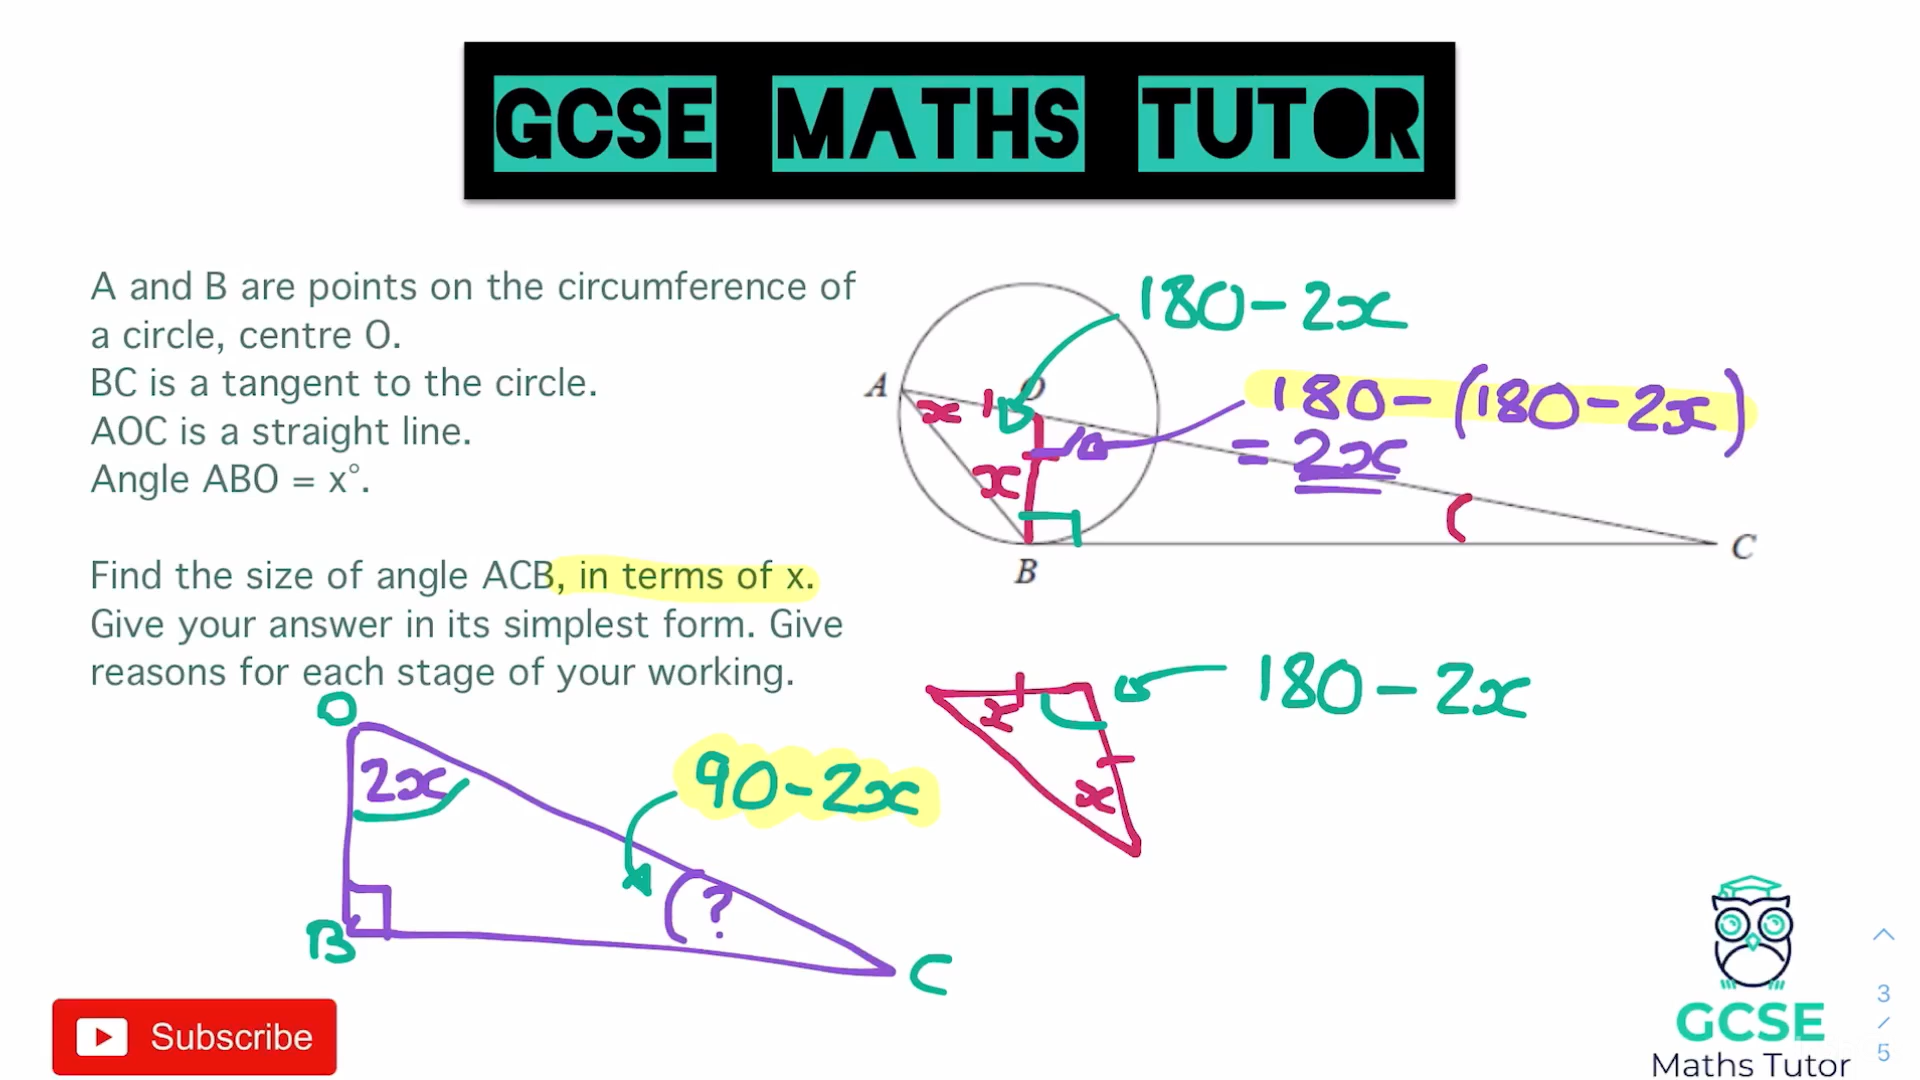 GCSE MATHS TUTOR
A and B are points on the circumference of
a circle, centre O.
BC is a tangent to the circle.
AOC is a straight line.
Angle ABO = x°.
Find the size of angle ACB, in terms of x.
Give your answer in its simplest form. Give
reasons for each stage of your working.
180-2x
A
O
x
180-(180-2x)
= 2x
x
B
C
x
180-2x
x
O
2x
90-2x
?
B
C
Subscribe
GCSE
Maths Tutor
3
/
5